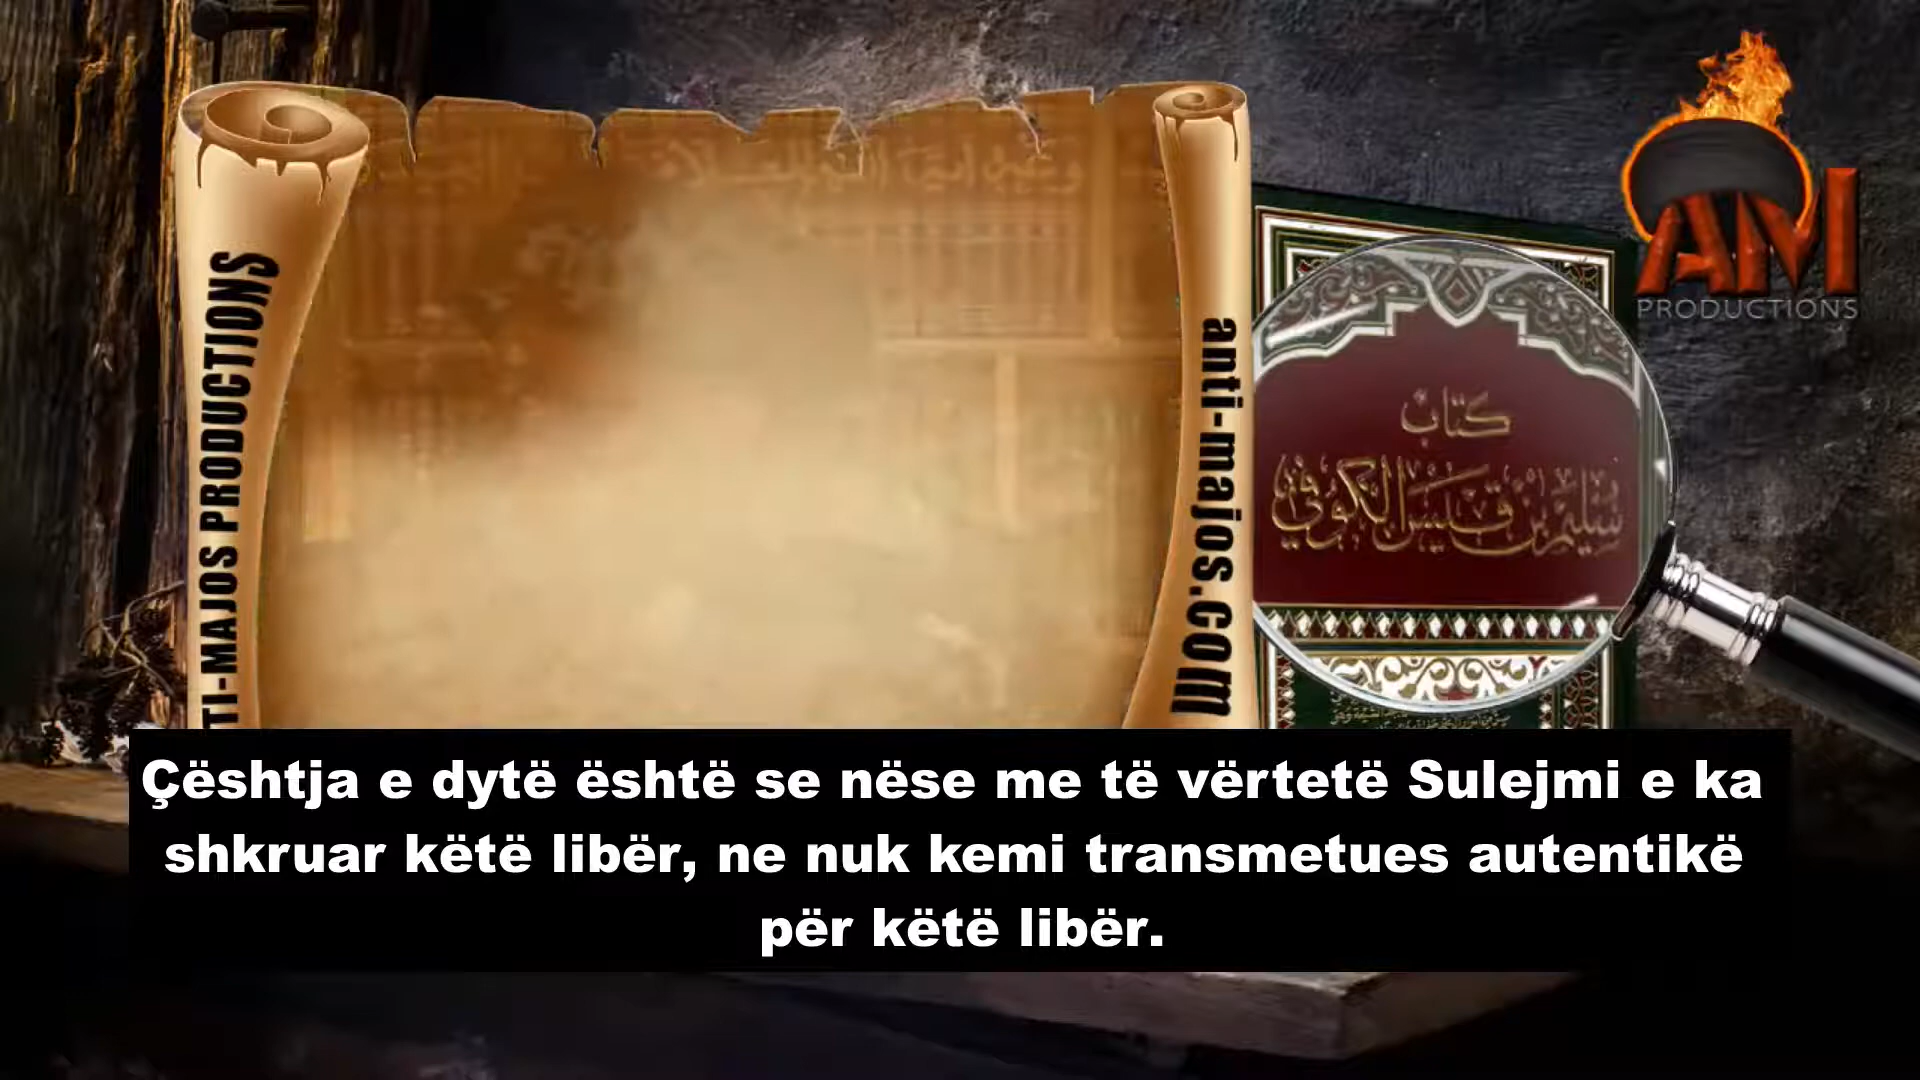 AM
PRODUCTIONS
TI-MAJOS PRODUCTIONS
anti-majos.com
كتاب
سليم بن قيس الكوفي
Çështja e dytë është se nëse me të vërtetë Sulejmi e ka
shkruar këtë libër, ne nuk kemi transmetues autentikë
për këtë libër.